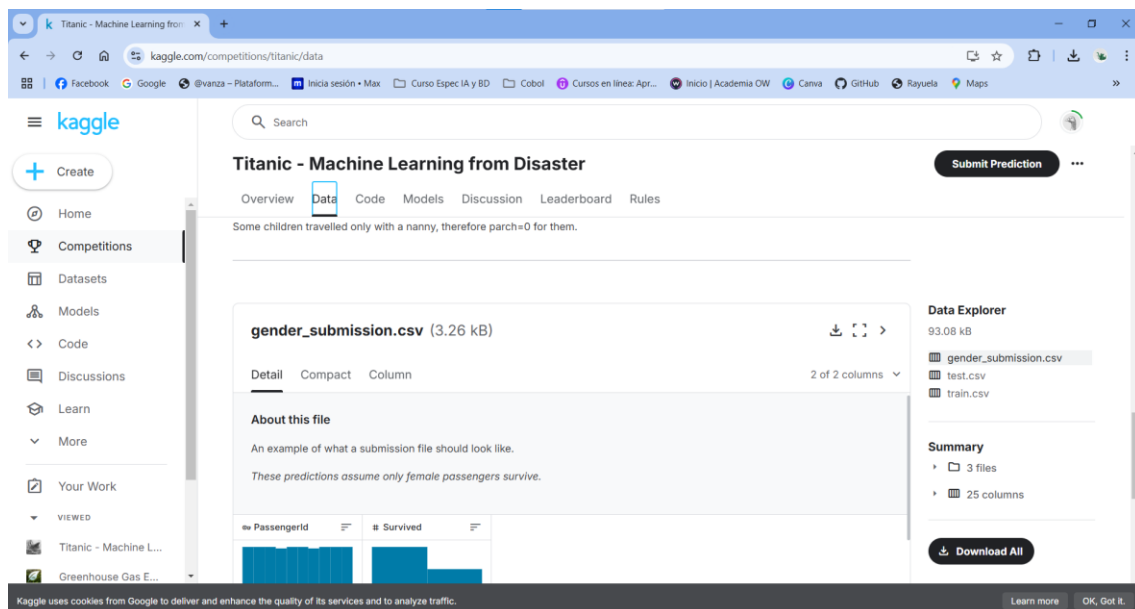 Titanic - Machine Learning from
kaggle.com/competitions/titanic/data
Facebook Google @vanza – Plataform... Inicia sesión • Max Curso Espec IA y BD Cobol Cursos en línea: Apr... Inicio | Academia OW Canva GitHub Rayuela Maps »
kaggle
Search
Create
Home
Competitions
Datasets
Models
Code
Discussions
Learn
More
Your Work
VIEWED
Titanic - Machine L...
Greenhouse Gas E...
Titanic - Machine Learning from Disaster
Submit Prediction
Overview Data Code Models Discussion Leaderboard Rules
Some children travelled only with a nanny, therefore parch=0 for them.
gender_submission.csv (3.26 kB)
Detail Compact Column 2 of 2 columns
About this file
An example of what a submission file should look like.
These predictions assume only female passengers survive.
PassengerId # Survived
Data Explorer
93.08 kB
gender_submission.csv
test.csv
train.csv
Summary
3 files
25 columns
Download All
Kaggle uses cookies from Google to deliver and enhance the quality of its services and to analyze traffic. Learn more OK, Got it.